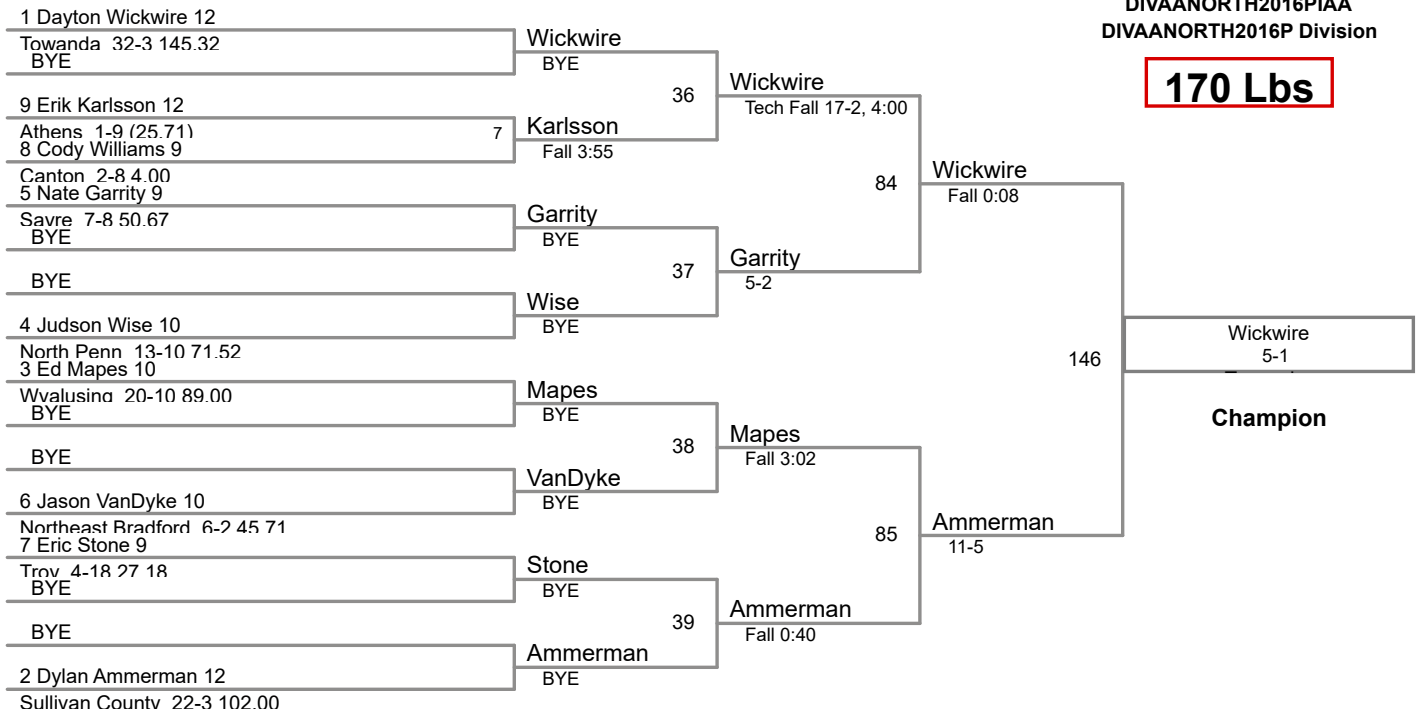 DIVAANORTH2016PIAA
DIVAANORTH2016P Division
170 Lbs
1 Dayton Wickwire 12
Towanda 32-3 145.32
BYE
9 Erik Karlsson 12
Athens 1-9 (25.71)
8 Cody Williams 9
Canton 2-8 4.00
5 Nate Garrity 9
Sayre 7-8 50.67
BYE
BYE
4 Judson Wise 10
North Penn 13-10 71.52
3 Ed Mapes 10
Wyalusing 20-10 89.00
BYE
BYE
6 Jason VanDyke 10
Northeast Bradford 6-2 45.71
7 Eric Stone 9
Troy 4-18 27.18
BYE
BYE
2 Dylan Ammerman 12
Sullivan County 22-3 102.00
Wickwire
BYE
7
Karlsson
Fall 3:55
Garrity
BYE
Wise
BYE
Mapes
BYE
VanDyke
BYE
Stone
BYE
Ammerman
BYE
36
37
38
39
Wickwire
Tech Fall 17-2, 4:00
Garrity
5-2
Mapes
Fall 3:02
Ammerman
Fall 0:40
84
85
Wickwire
Fall 0:08
Ammerman
11-5
146
Wickwire
5-1
Champion